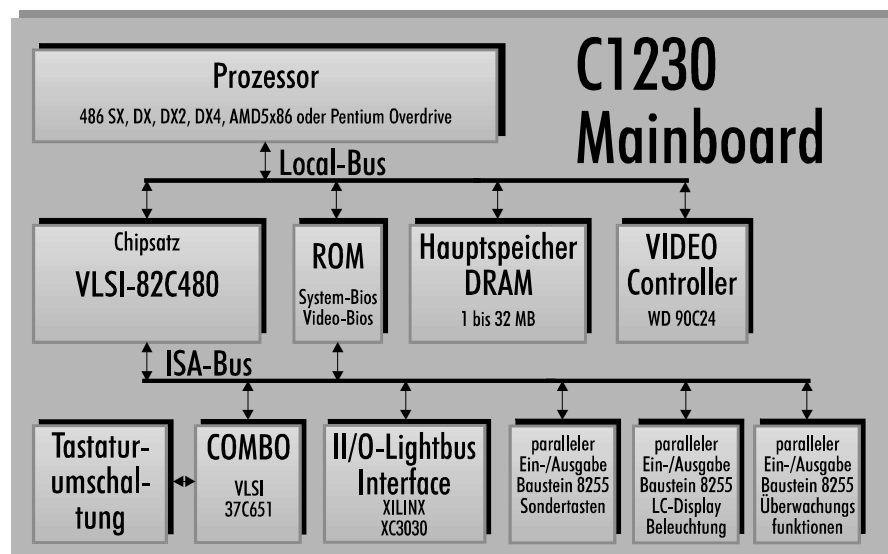 C1230
Mainboard
Prozessor
486 SX, DX, DX2, DX4, AMD5x86 oder Pentium Overdrive
Local-Bus
Chipsatz
VLSI-82C480
ROM
System-Bios
Video-Bios
Hauptspeicher
DRAM
1 bis 32 MB
VIDEO
Controller
WD 90C24
ISA-Bus
Tastatur-
umschal-
tung
COMBO
VLSI
37C651
II/O-Lightbus
Interface
XILINX
XC3030
paralleler
Ein-/Ausgabe
Baustein 8255
Sondertasten
paralleler
Ein-/Ausgabe
Baustein 8255
LC-Display
Beleuchtung
paralleler
Ein-/Ausgabe
Baustein 8255
Überwachungs
funktionen